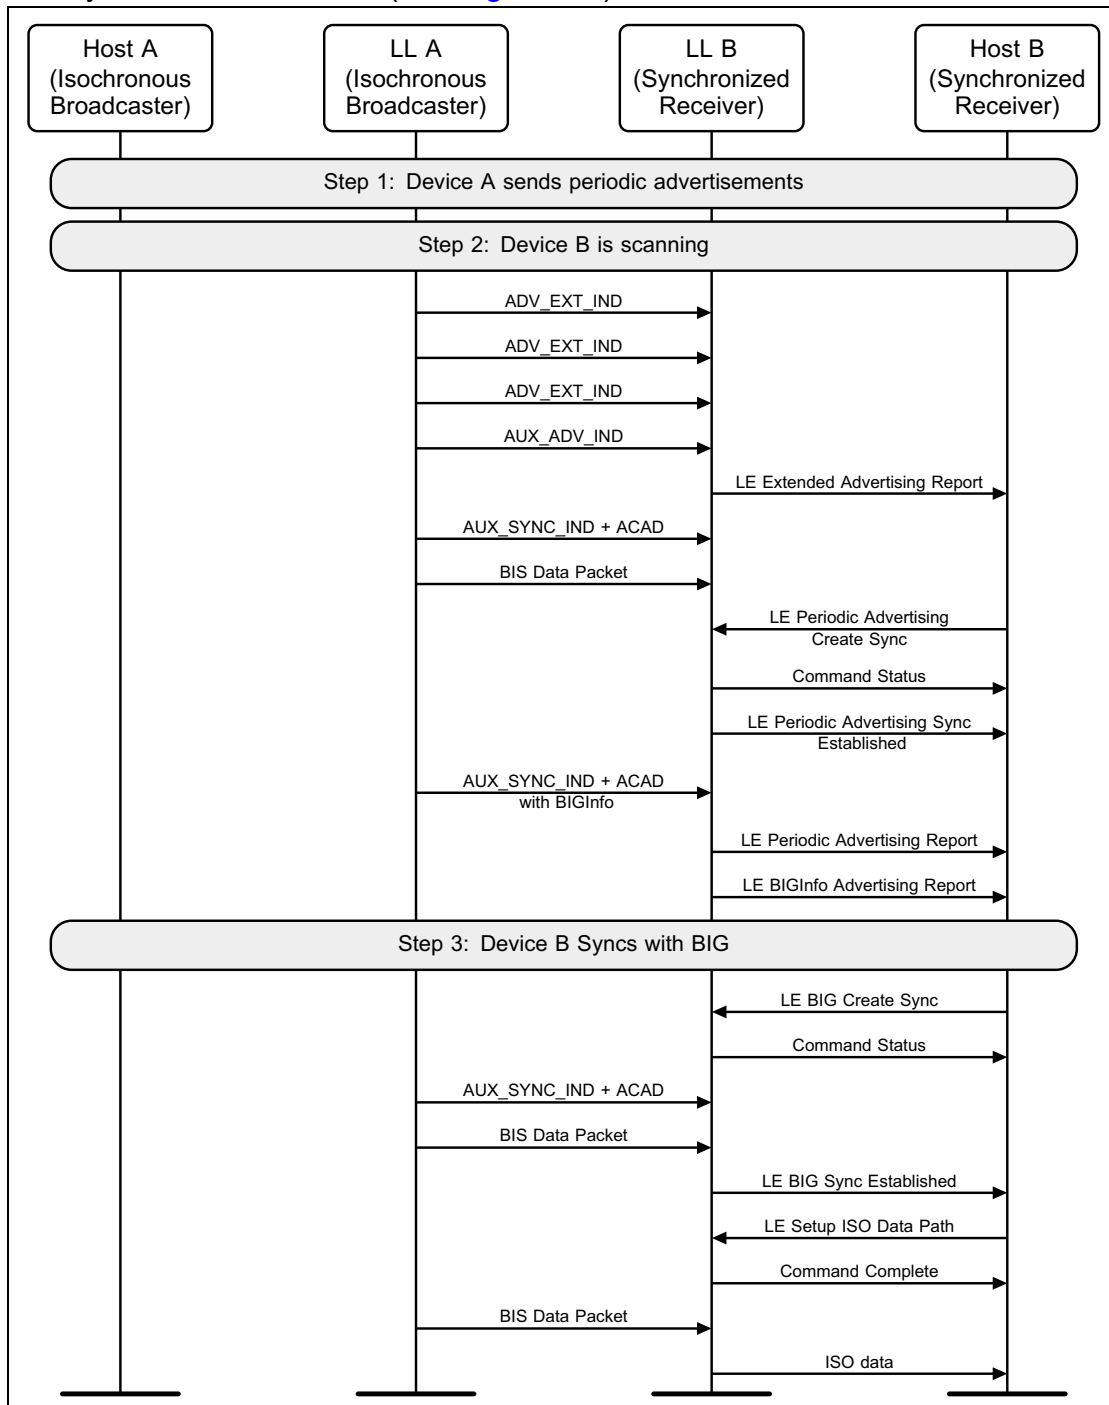 Host A
(Isochronous
Broadcaster)
LL A
(Isochronous
Broadcaster)
LL B
(Synchronized
Receiver)
Host B
(Synchronized
Receiver)
Step 1: Device A sends periodic advertisements
Step 2: Device B is scanning
ADV_EXT_IND
ADV_EXT_IND
ADV_EXT_IND
AUX_ADV_IND
LE Extended Advertising Report
AUX_SYNC_IND + ACAD
BIS Data Packet
LE Periodic Advertising
Create Sync
Command Status
LE Periodic Advertising Sync
Established
AUX_SYNC_IND + ACAD
with BIGInfo
LE Periodic Advertising Report
LE BIGInfo Advertising Report
Step 3: Device B Syncs with BIG
LE BIG Create Sync
Command Status
AUX_SYNC_IND + ACAD
BIS Data Packet
LE BIG Sync Established
LE Setup ISO Data Path
Command Complete
BIS Data Packet
ISO data